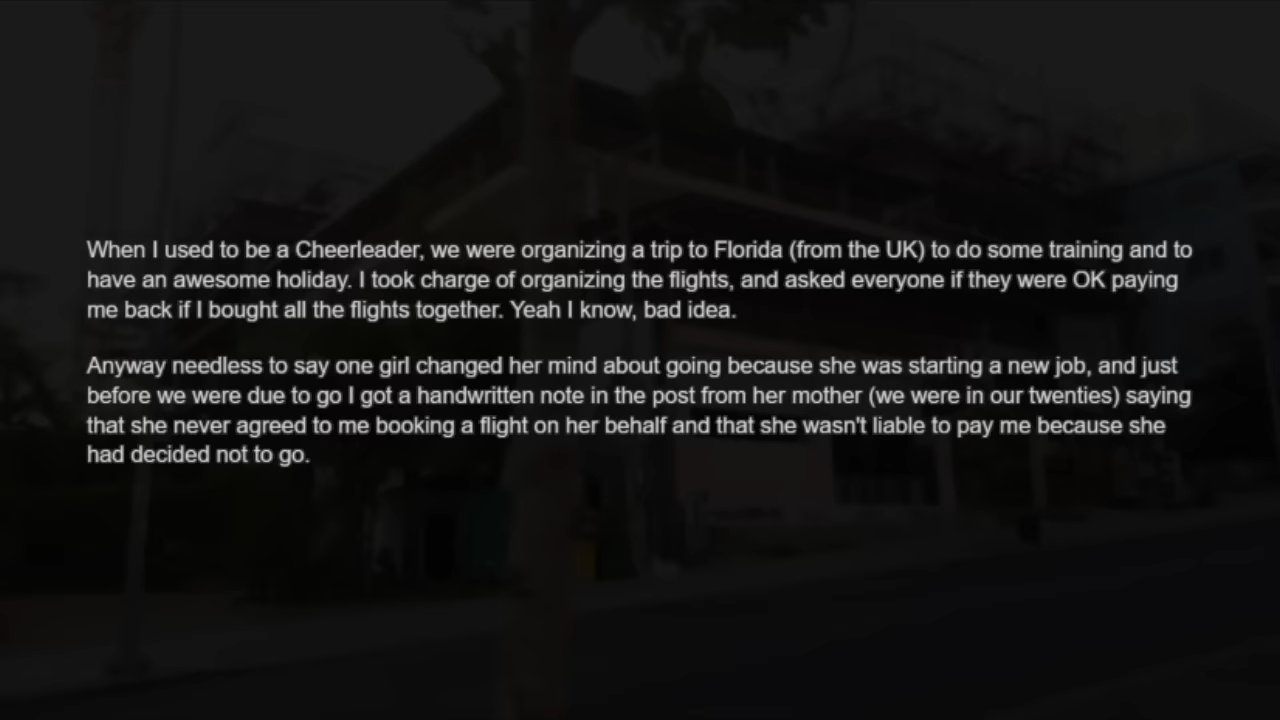 When I used to be a Cheerleader, we were organizing a trip to Florida (from the UK) to do some training and to
have an awesome holiday. I took charge of organizing the flights, and asked everyone if they were OK paying
me back if I bought all the flights together. Yeah I know, bad idea.
Anyway needless to say one girl changed her mind about going because she was starting a new job, and just
before we were due to go I got a handwritten note in the post from her mother (we were in our twenties) saying
that she never agreed to me booking a flight on her behalf and that she wasn't liable to pay me because she
had decided not to go.